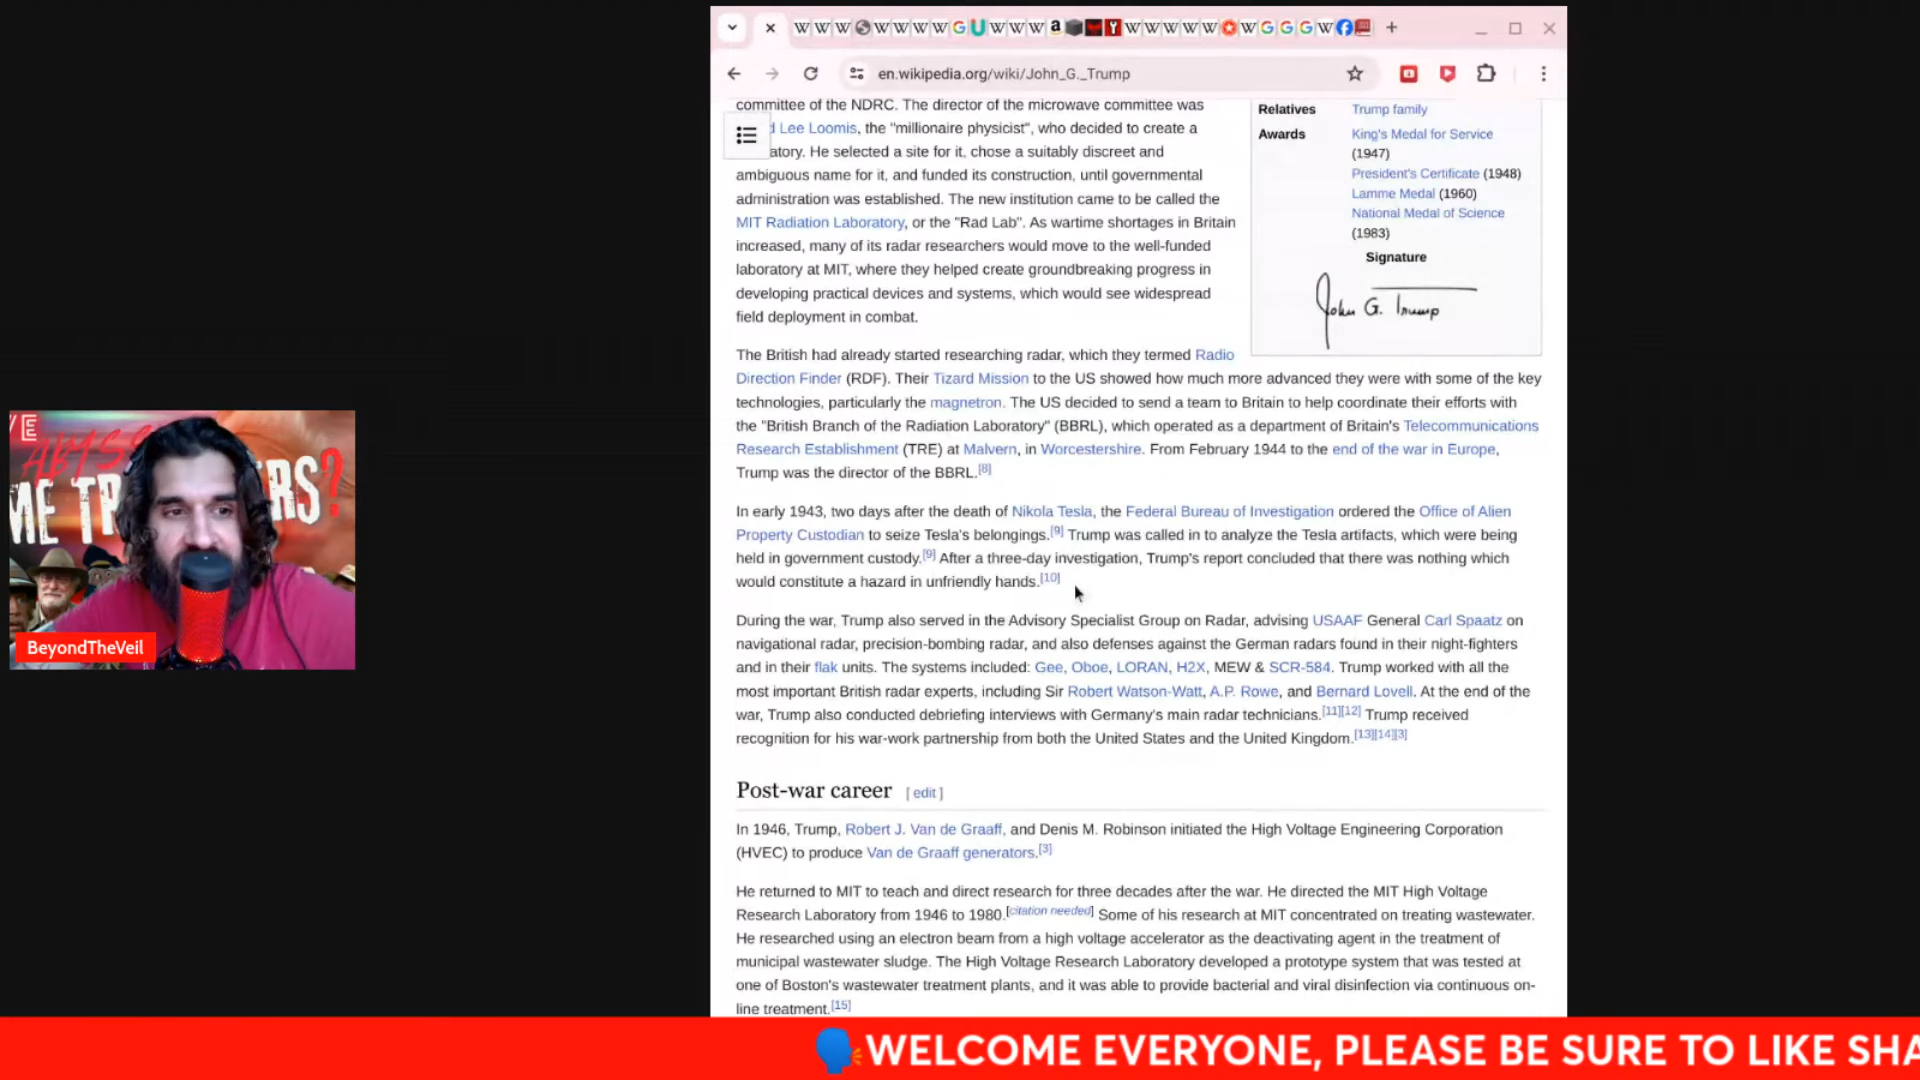 en.wikipedia.org/wiki/John_G._Trump
committee of the NDRC. The director of the microwave committee was
d Lee Loomis, the "millionaire physicist", who decided to create a
atory. He selected a site for it, chose a suitably discreet and
ambiguous name for it, and funded its construction, until governmental
administration was established. The new institution came to be called the
MIT Radiation Laboratory, or the "Rad Lab". As wartime shortages in Britain
increased, many of its radar researchers would move to the well-funded
laboratory at MIT, where they helped create groundbreaking progress in
developing practical devices and systems, which would see widespread
field deployment in combat.
Relatives Trump family
Awards King's Medal for Service
(1947)
President's Certificate (1948)
Lamme Medal (1960)
National Medal of Science
(1983)
Signature
John G. Trump
The British had already started researching radar, which they termed Radio
Direction Finder (RDF). Their Tizard Mission to the US showed how much more advanced they were with some of the key
technologies, particularly the magnetron. The US decided to send a team to Britain to help coordinate their efforts with
the "British Branch of the Radiation Laboratory" (BBRL), which operated as a department of Britain's Telecommunications
Research Establishment (TRE) at Malvern, in Worcestershire. From February 1944 to the end of the war in Europe,
Trump was the director of the BBRL.[8]
In early 1943, two days after the death of Nikola Tesla, the Federal Bureau of Investigation ordered the Office of Alien
Property Custodian to seize Tesla's belongings.[9] Trump was called in to analyze the Tesla artifacts, which were being
held in government custody.[9] After a three-day investigation, Trump's report concluded that there was nothing which
would constitute a hazard in unfriendly hands.[10]
During the war, Trump also served in the Advisory Specialist Group on Radar, advising USAAF General Carl Spaatz on
navigational radar, precision-bombing radar, and also defenses against the German radars found in their night-fighters
and in their flak units. The systems included: Gee, Oboe, LORAN, H2X, MEW & SCR-584. Trump worked with all the
most important British radar experts, including Sir Robert Watson-Watt, A.P. Rowe, and Bernard Lovell. At the end of the
war, Trump also conducted debriefing interviews with Germany's main radar technicians.[11][12] Trump received
recognition for his war-work partnership from both the United States and the United Kingdom.[13][14][3]
Post-war career [ edit ]
In 1946, Trump, Robert J. Van de Graaff, and Denis M. Robinson initiated the High Voltage Engineering Corporation
(HVEC) to produce Van de Graaff generators.[3]
He returned to MIT to teach and direct research for three decades after the war. He directed the MIT High Voltage
Research Laboratory from 1946 to 1980.[citation needed] Some of his research at MIT concentrated on treating wastewater.
He researched using an electron beam from a high voltage accelerator as the deactivating agent in the treatment of
municipal wastewater sludge. The High Voltage Research Laboratory developed a prototype system that was tested at
one of Boston's wastewater treatment plants, and it was able to provide bacterial and viral disinfection via continuous on-
line treatment.[15]
BeyondTheVeil
WELCOME EVERYONE, PLEASE BE SURE TO LIKE SHA